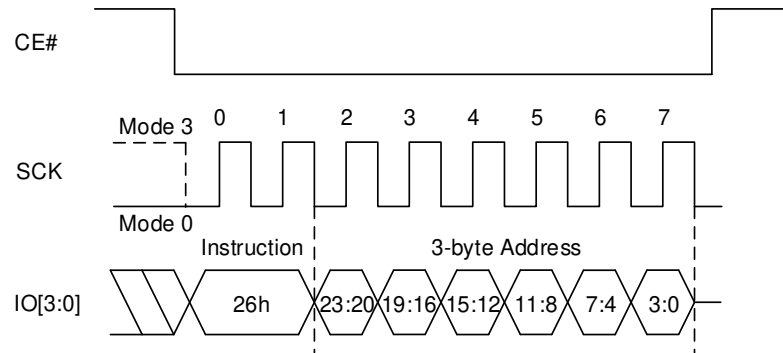 CE#
Mode 3
0 1 2 3 4 5 6 7
SCK
Mode 0
Instruction 3-byte Address
IO[3:0] 26h 23:20 19:16 15:12 11:8 7:4 3:0